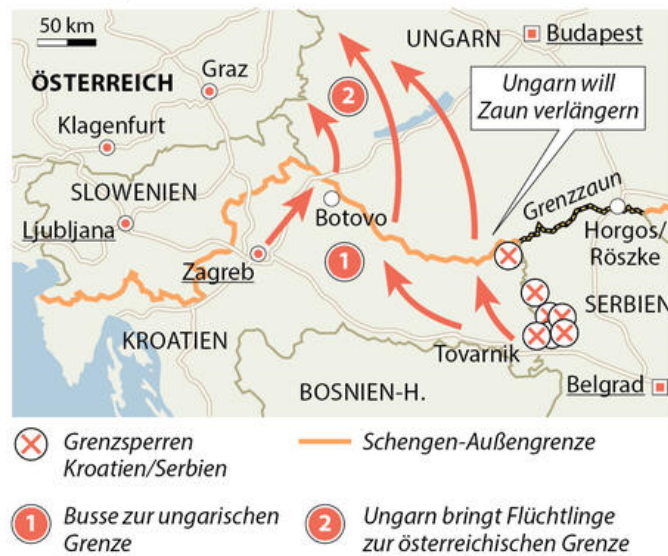 50 km
UNGARN
Budapest
ÖSTERREICH
Graz
2
Ungarn will
Zaun verlängern
Klagenfurt
SLOWENIEN
Grenzzaun
Ljubljana
Botovo
Horgos/
Röszke
Zagreb
1
SERBIEN
KROATIEN
Tovarnik
BOSNIEN-H.
Belgrad
Grenzsperren
Kroatien/Serbien
Schengen-Außengrenze
1 Busse zur ungarischen
Grenze
2 Ungarn bringt Flüchtlinge
zur österreichischen Grenze